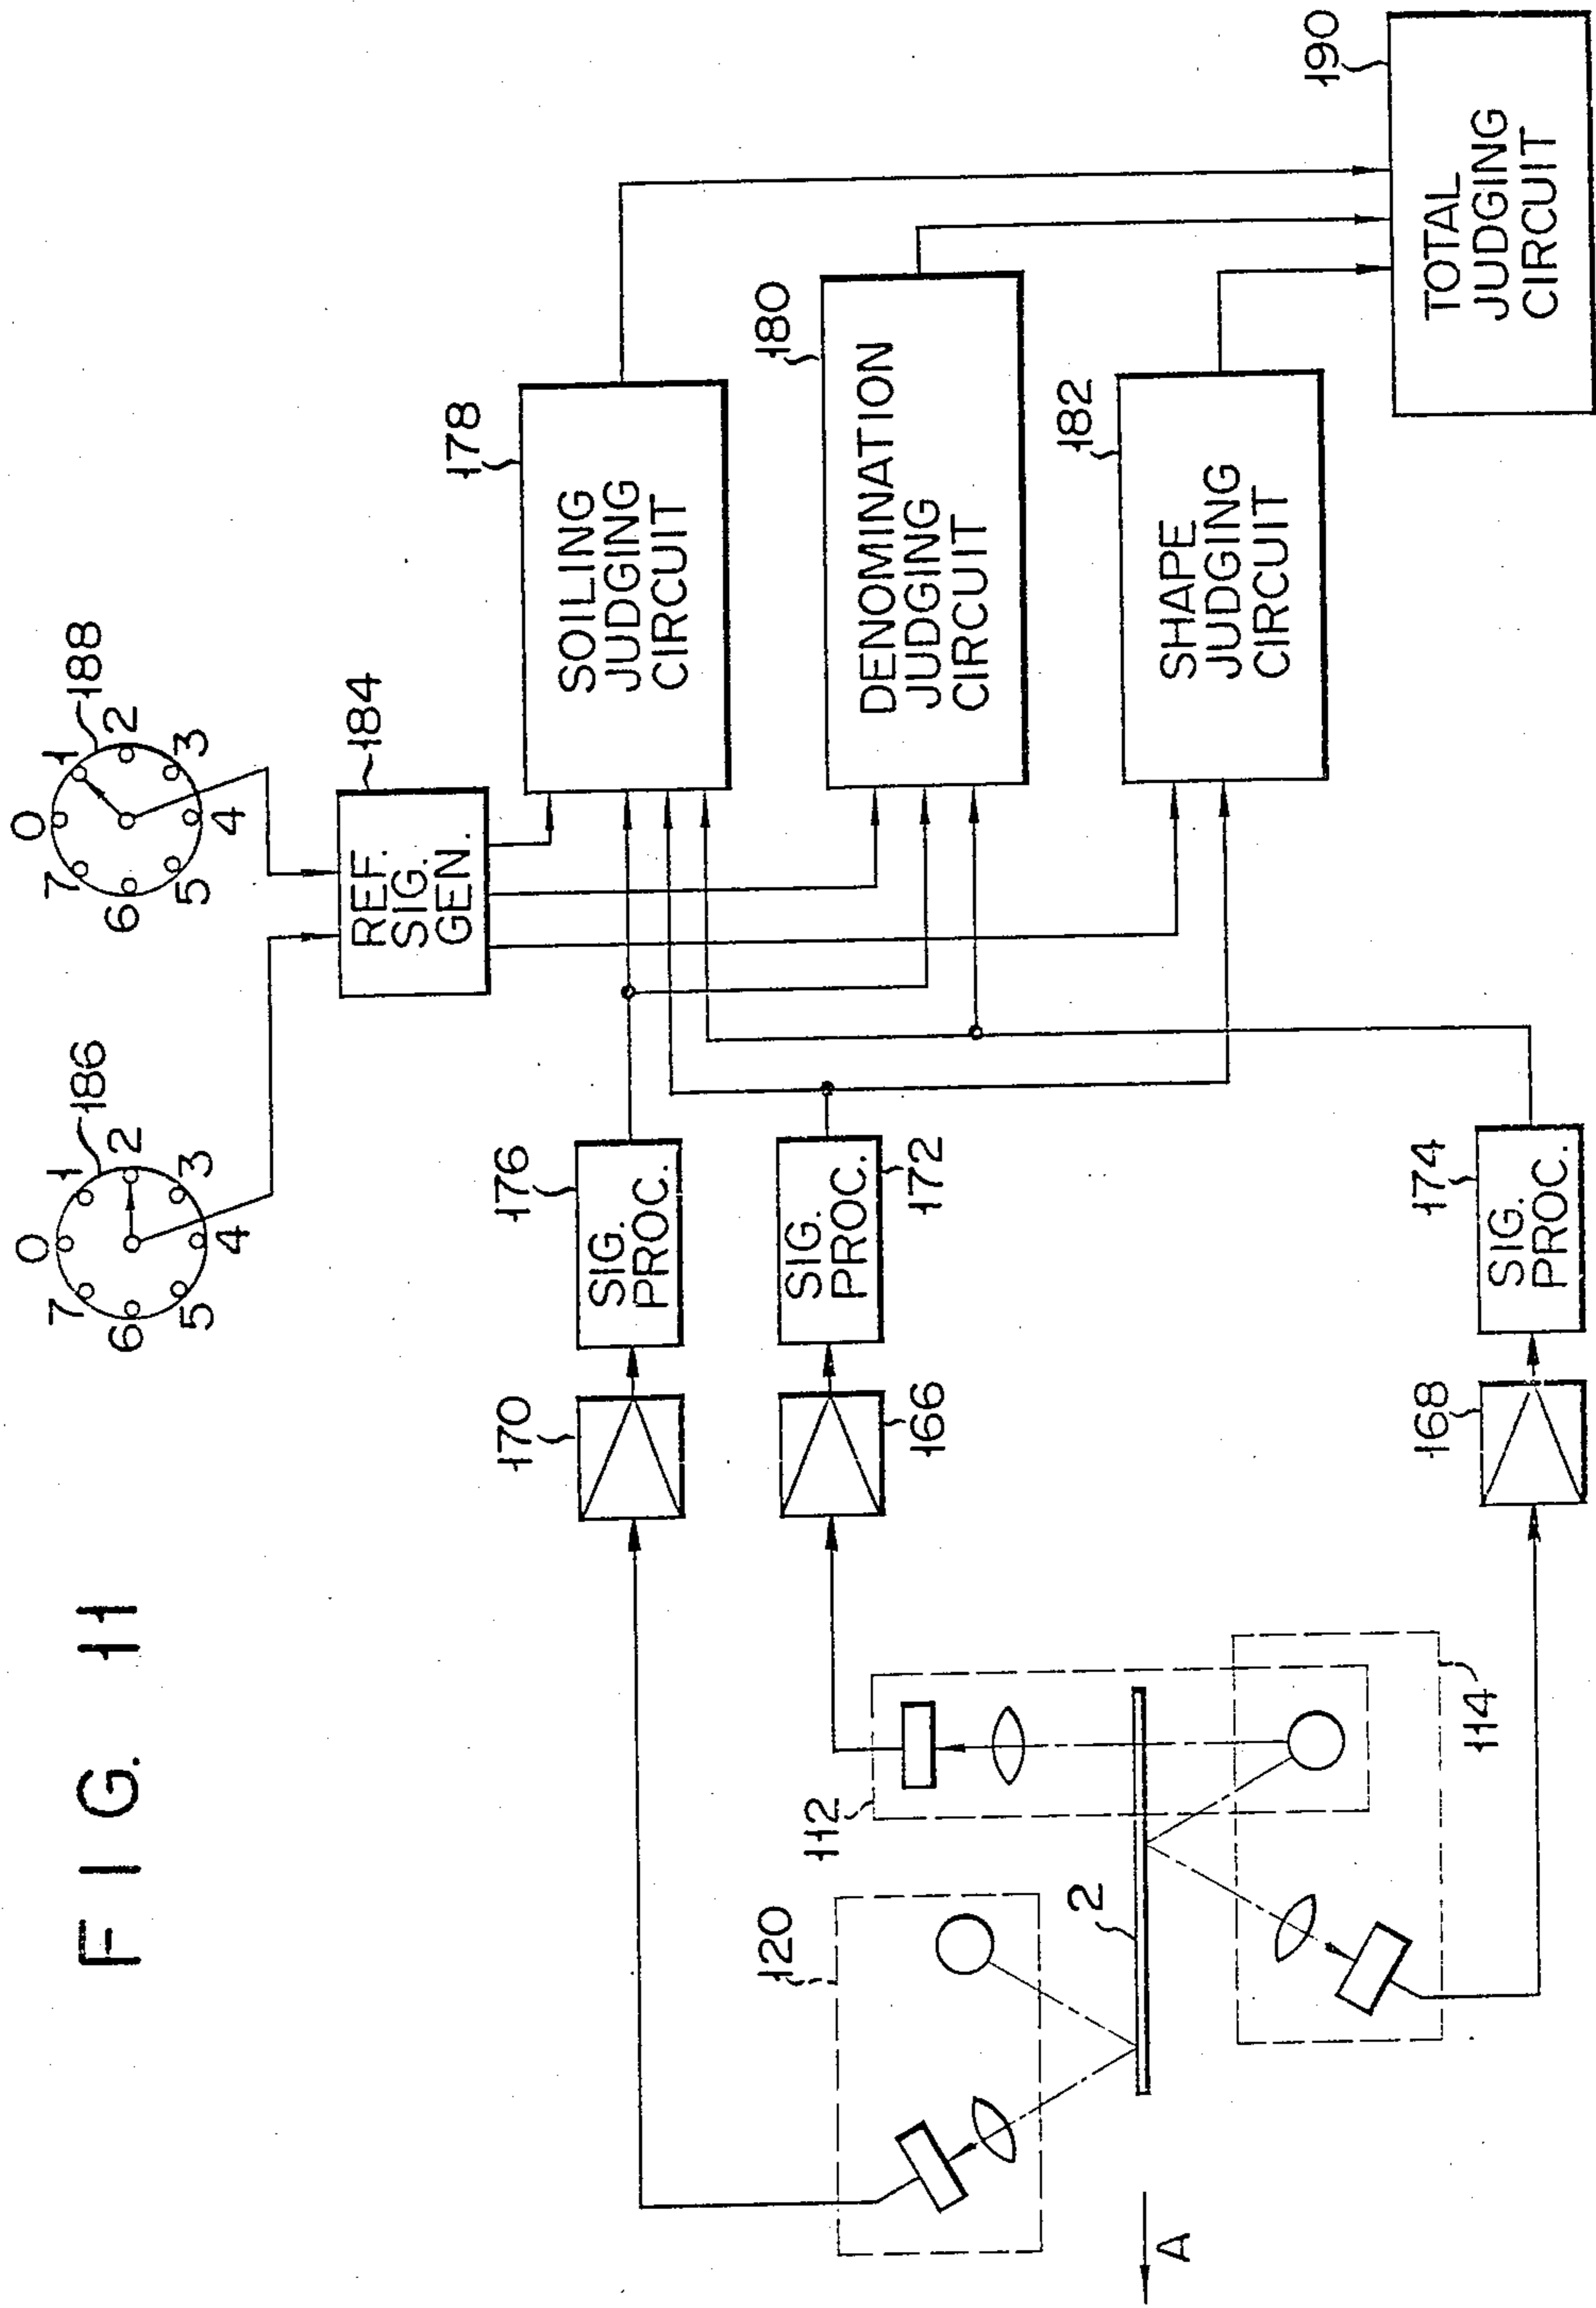 FIG. 11
0
1
2
3
4
5
6
7
186
0
1
2
3
4
5
6
7
188
REF.
SIG.
GEN.
184
170
SIG.
PROC.
176
166
SIG.
PROC.
172
168
SIG.
PROC.
174
SOILING
JUDGING
CIRCUIT
178
DENOMINATION
JUDGING
CIRCUIT
180
SHAPE
JUDGING
CIRCUIT
182
TOTAL
JUDGING
CIRCUIT
190
120
112
2
114
A